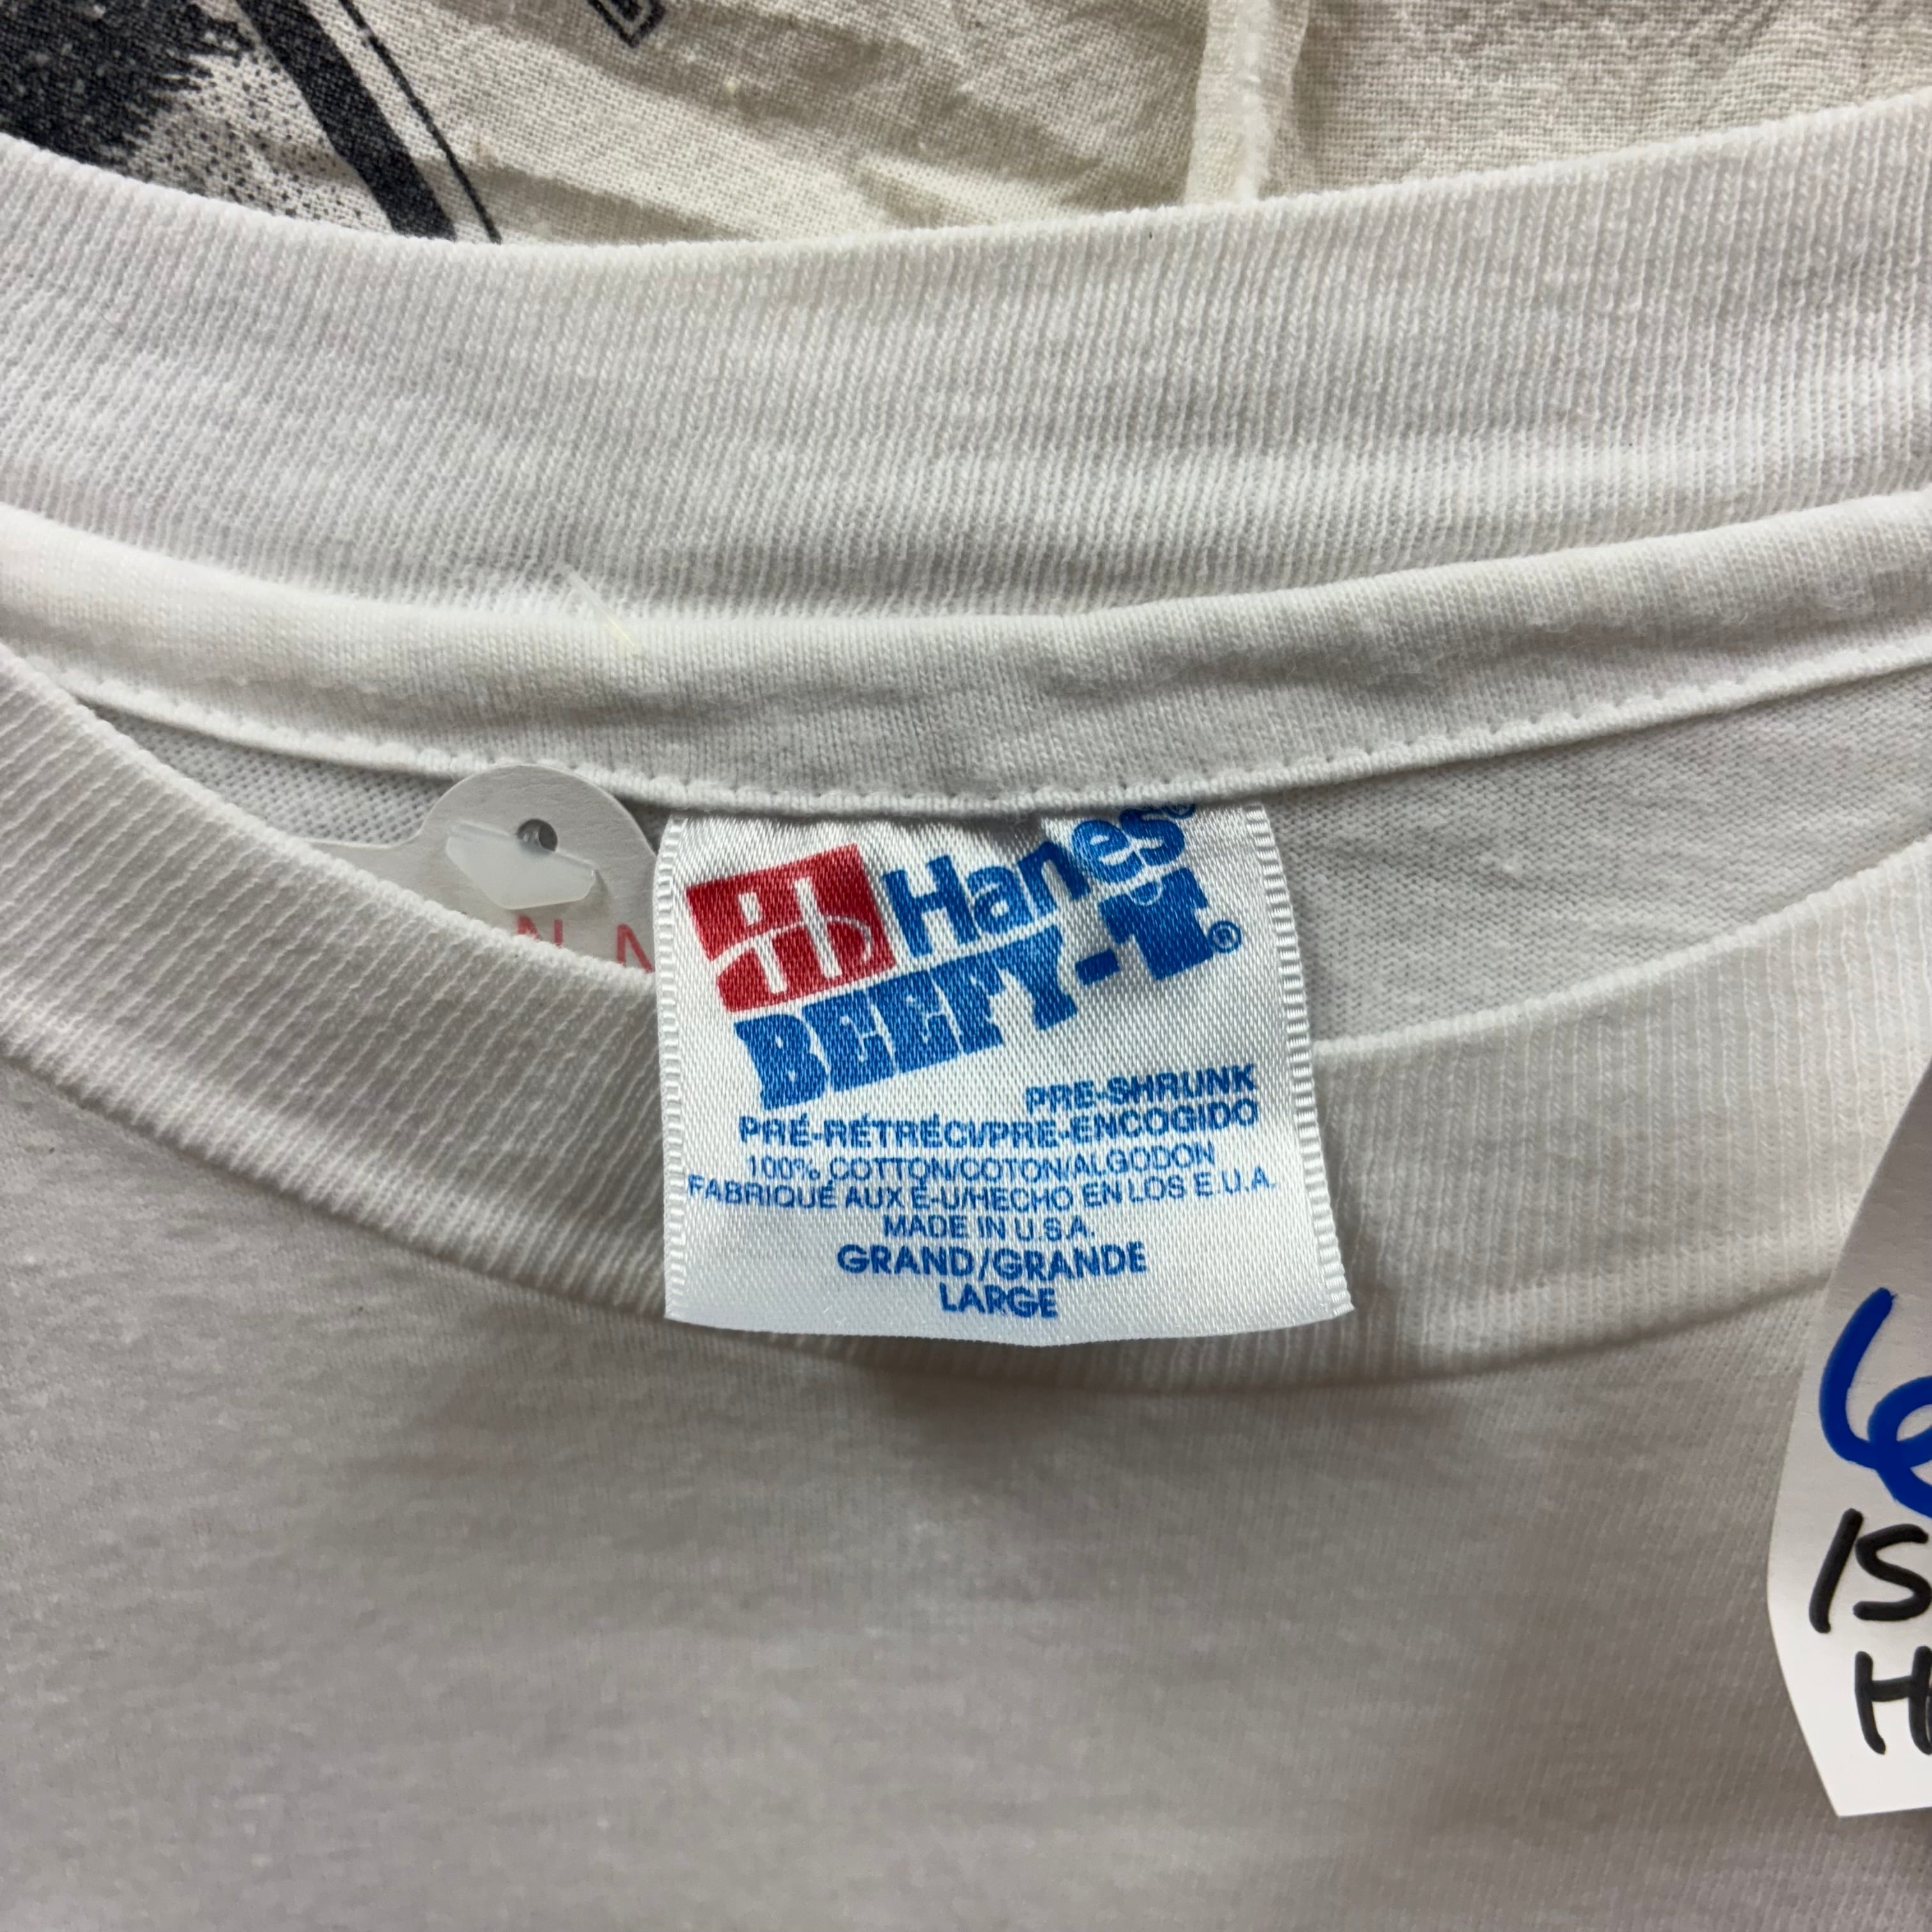 Hanes®
BEEFY-T®
PRE-SHRUNK
PRÉ-RÉTRÉCI/PRE-ENCOGIDO
100% COTTON/COTON/ALGODON
FABRIQUÉ AUX É-U/HECHO EN LOS E.U.A.
MADE IN U.S.A.
GRAND/GRANDE
LARGE